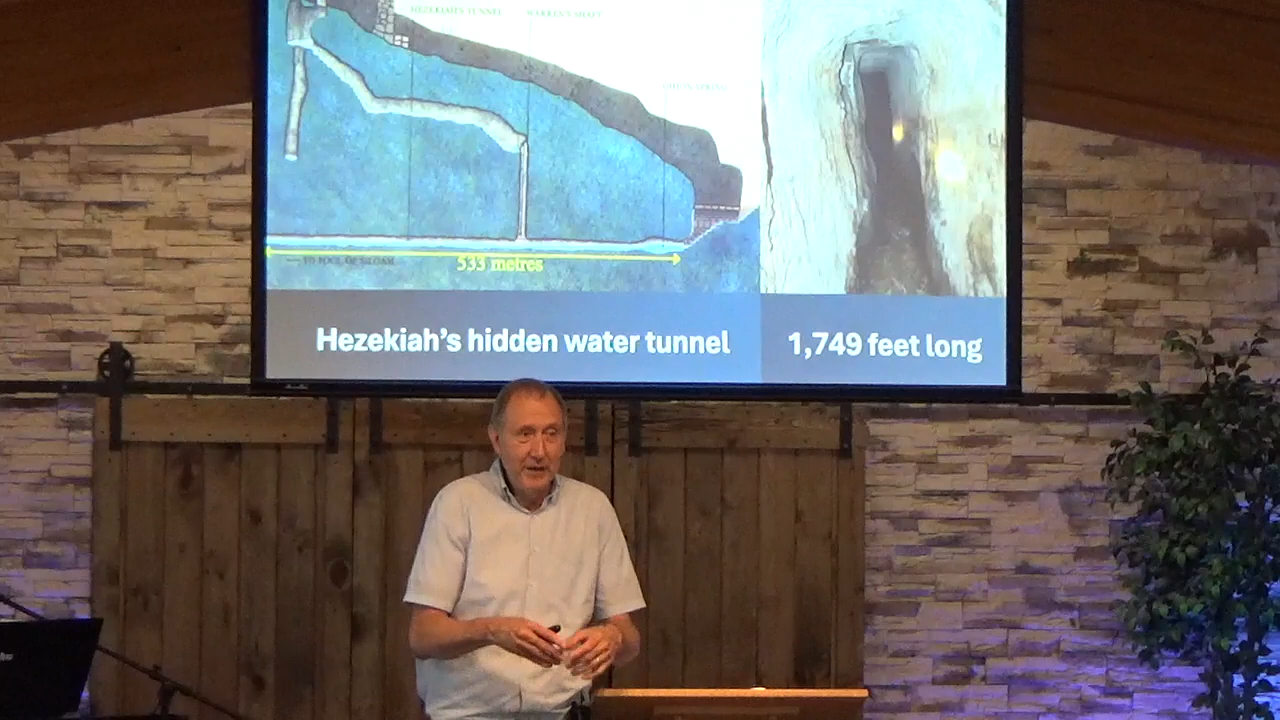 HEZEKIAH'S TUNNEL
WARREN'S SHAFT
GIHON SPRING
TO POOL OF SILOAM
533 metres
Hezekiah's hidden water tunnel
1,749 feet long